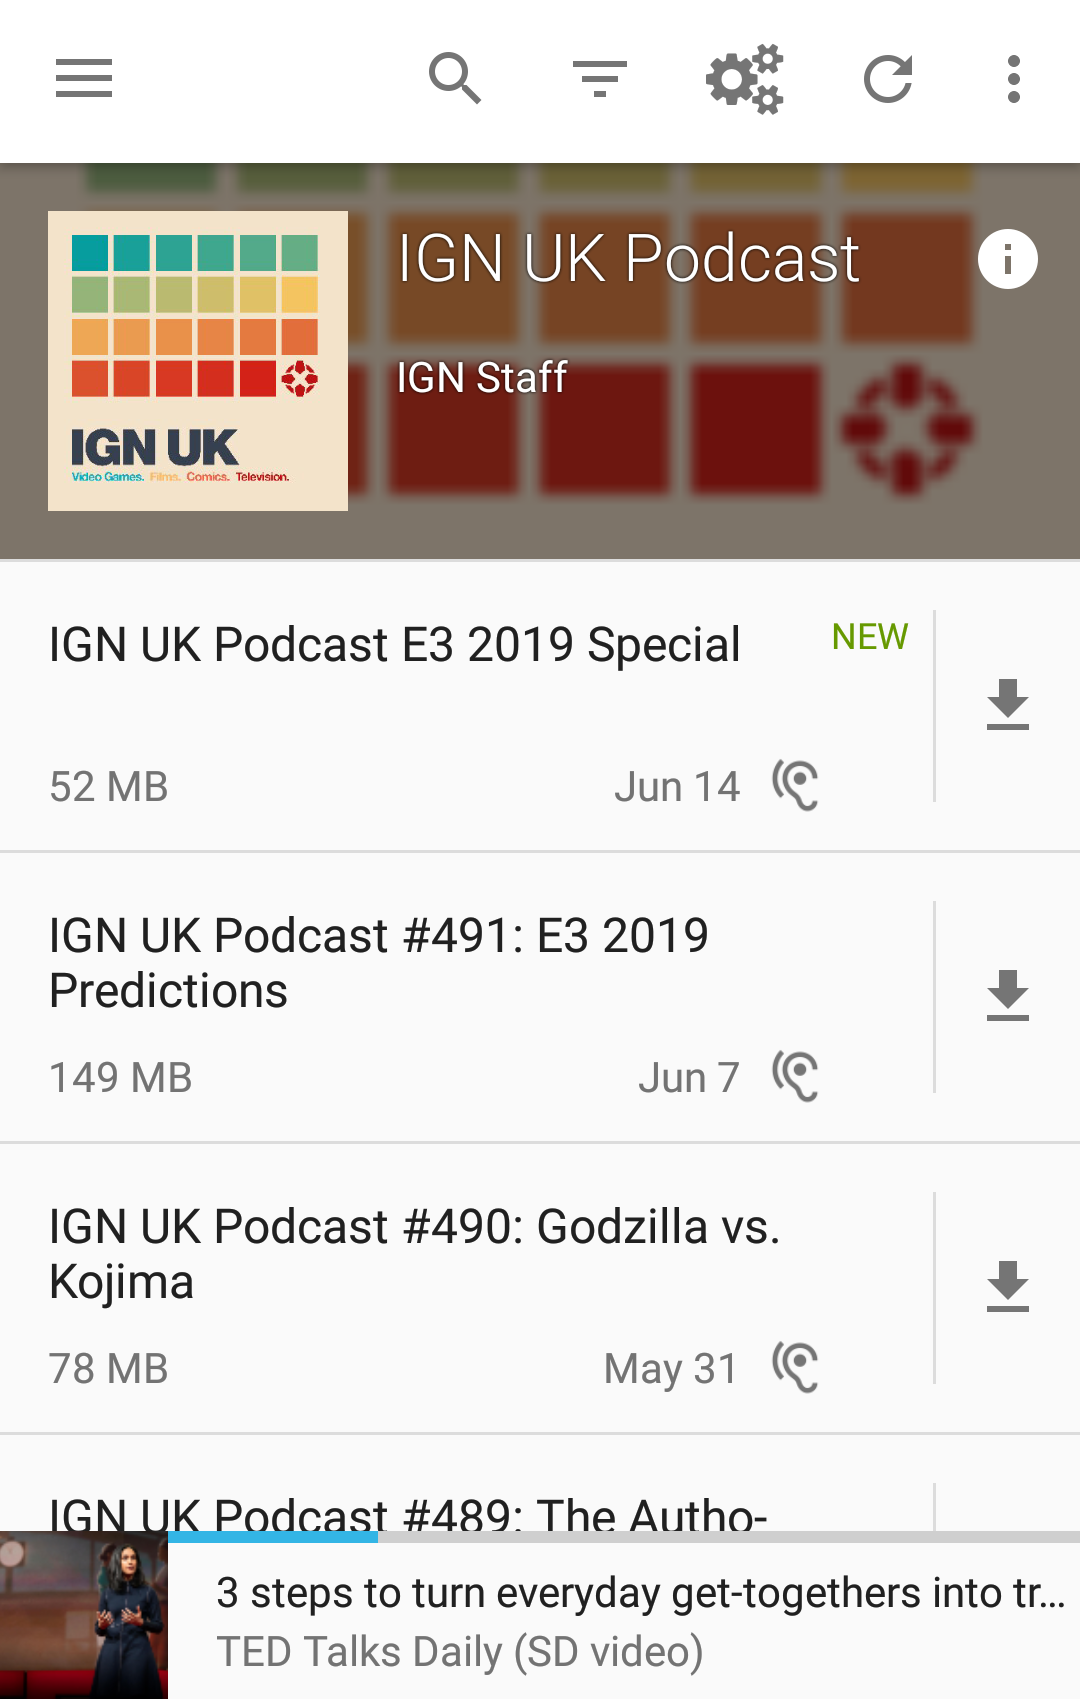 IGN UK Podcast
IGN Staff
IGN UK
Video Games. Films. Comics. Television.
IGN UK Podcast E3 2019 Special
NEW
52 MB
Jun 14
IGN UK Podcast #491: E3 2019
Predictions
149 MB
Jun 7
IGN UK Podcast #490: Godzilla vs.
Kojima
78 MB
May 31
IGN UK Podcast #489: The Autho-
3 steps to turn everyday get-togethers into tr...
TED Talks Daily (SD video)